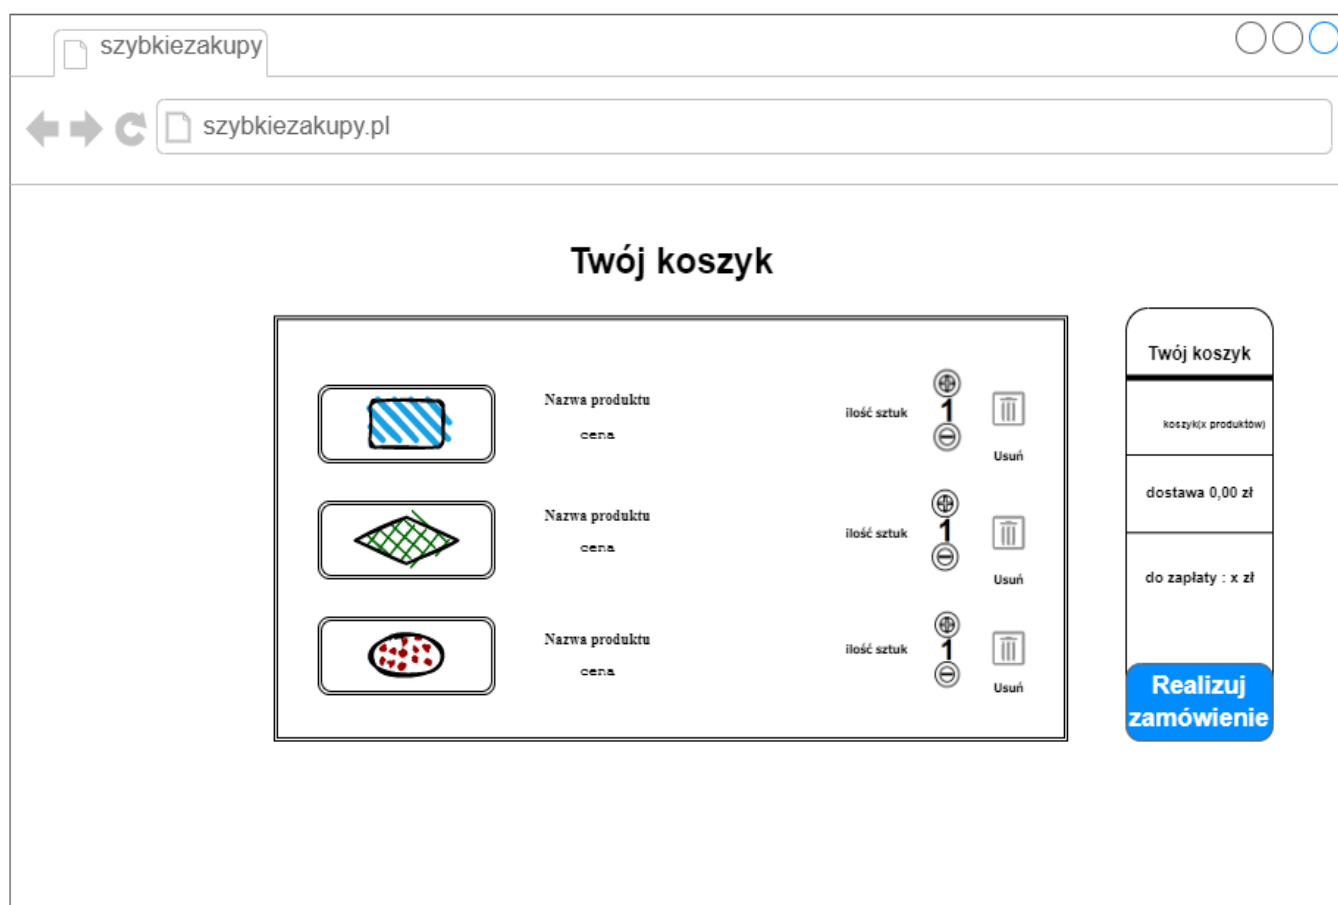 szybkiezakupy
szybkiezakupy.pl
Twój koszyk
Nazwa produktu
cena
ilość sztuk
1
Usuń
Nazwa produktu
cena
ilość sztuk
1
Usuń
Nazwa produktu
cena
ilość sztuk
1
Usuń
Twój koszyk
koszyk(x produktów)
dostawa 0,00 zł
do zapłaty : x zł
Realizuj
zamówienie